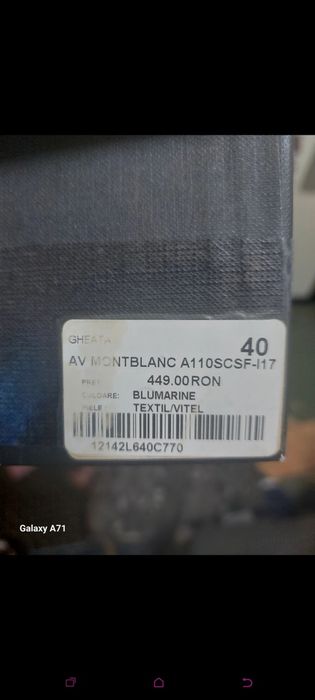 GHEATA
40
AV MONTBLANC A110SCSF-I17
PRET
449.00RON
CULOARE: BLUMARINE
PIELE: TEXTIL/VITEL
12142L640C770
Galaxy A71